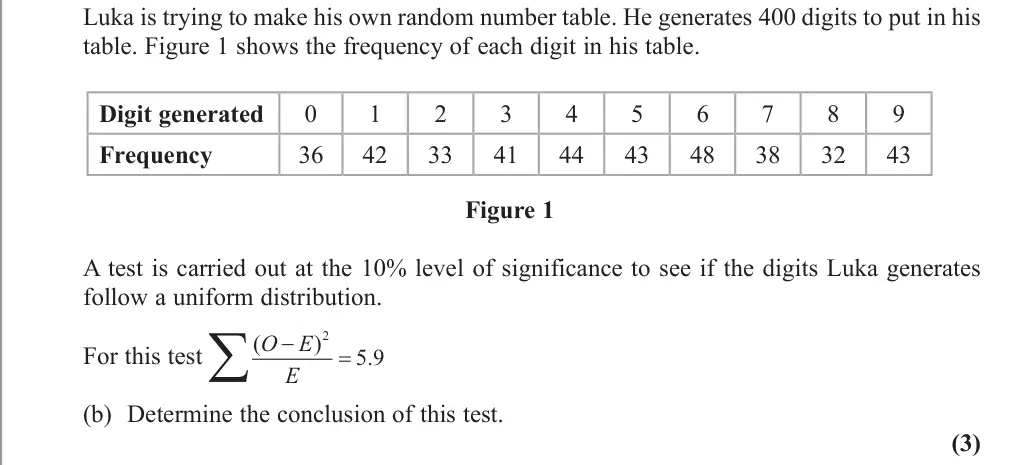 Luka is trying to make his own random number table. He generates 400 digits to put in his
table. Figure 1 shows the frequency of each digit in his table.
Digit generated 0 1 2 3 4 5 6 7 8 9
Frequency 36 42 33 41 44 43 48 38 32 43
Figure 1
A test is carried out at the 10% level of significance to see if the digits Luka generates
follow a uniform distribution.
For this test ∑ (O – E)² / E = 5.9
(b) Determine the conclusion of this test.
(3)